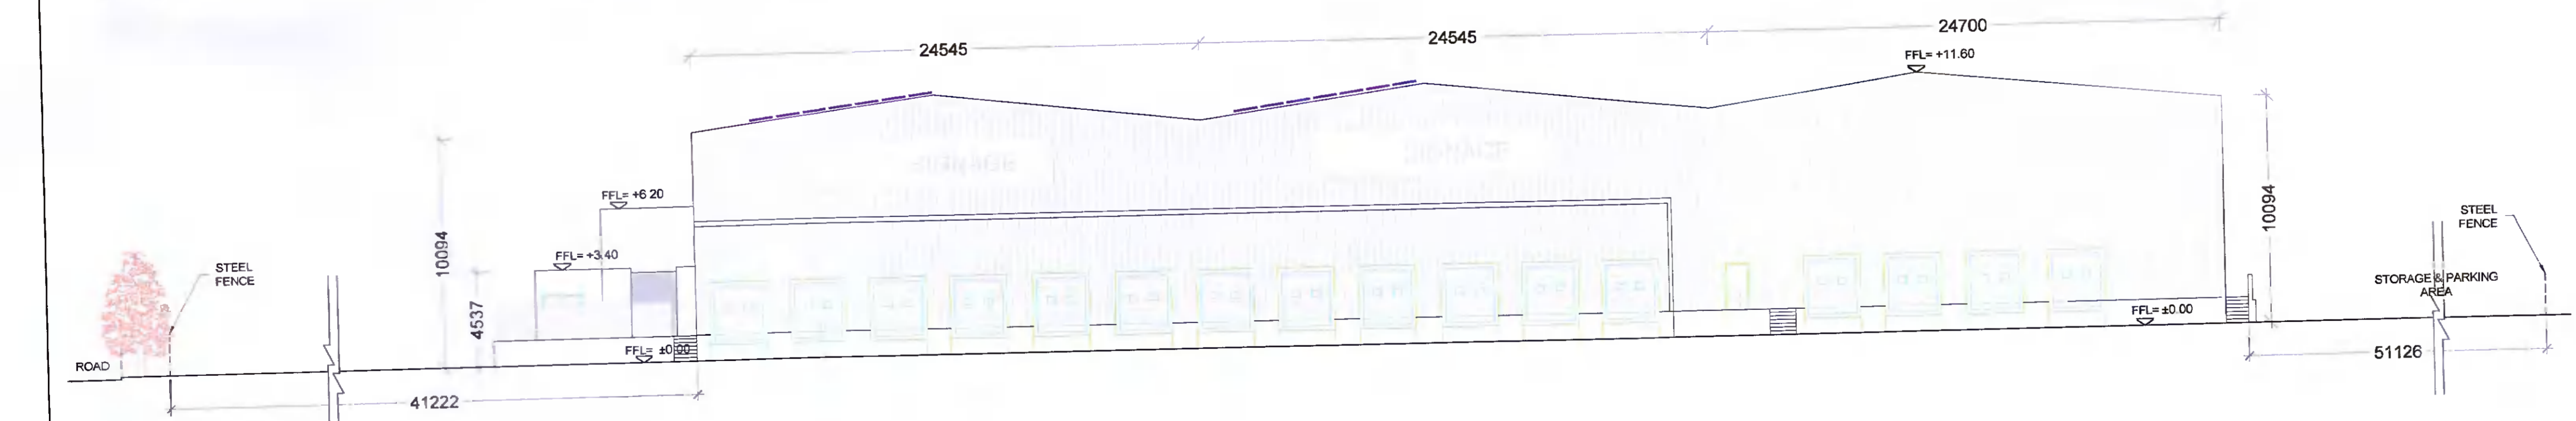 24545
24545
24700
FFL= +11.60
FFL= +6.20
FFL= +3.40
10094
4537
STEEL
FENCE
ROAD
FFL= ±0.00
41222
10094
STEEL
FENCE
STORAGE & PARKING
AREA
FFL= ±0.00
51126